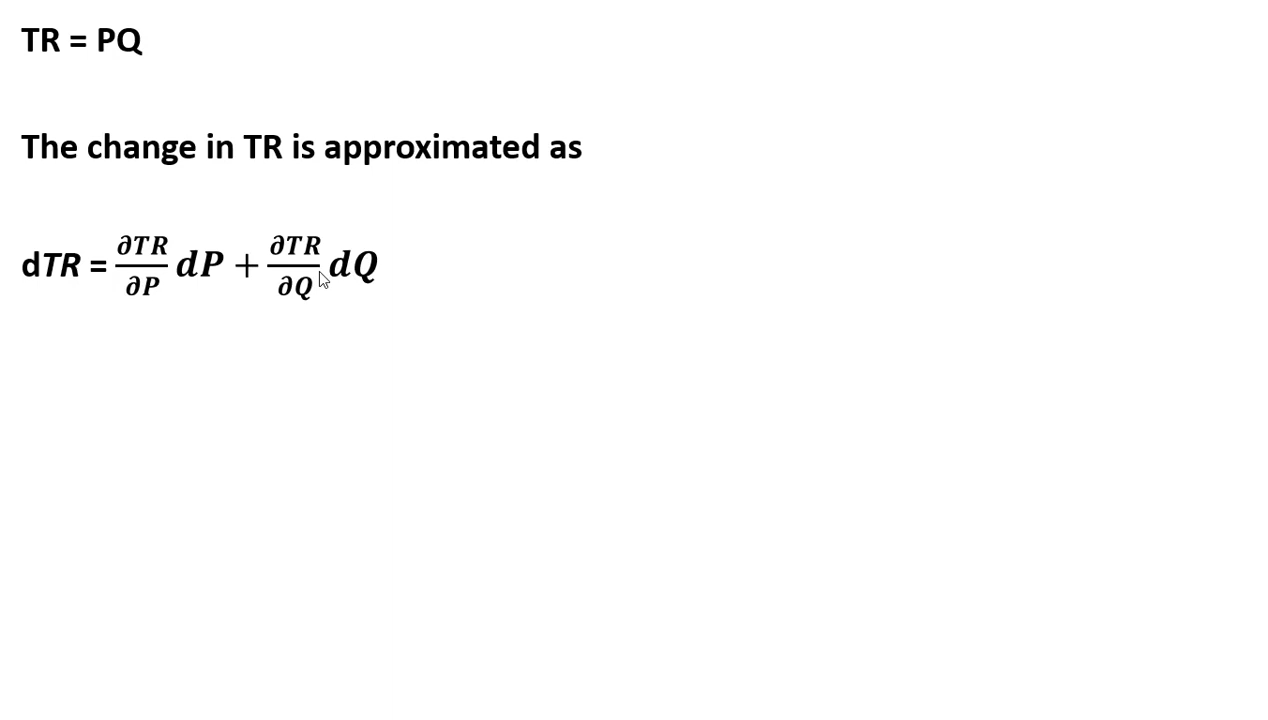 TR = PQ
The change in TR is approximated as
dTR = ∂TR/∂P dP + ∂TR/∂Q dQ